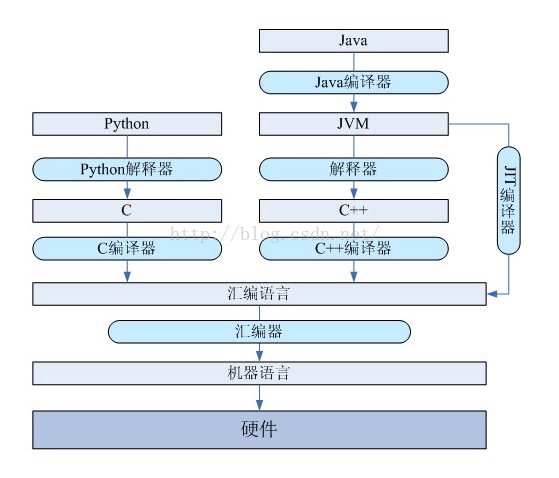 Java
Java编译器
Python
JVM
Python解释器
解释器
JIT编译器
C
C++
http://blog.csdn.net/
C编译器
C++编译器
汇编语言
汇编器
机器语言
硬件